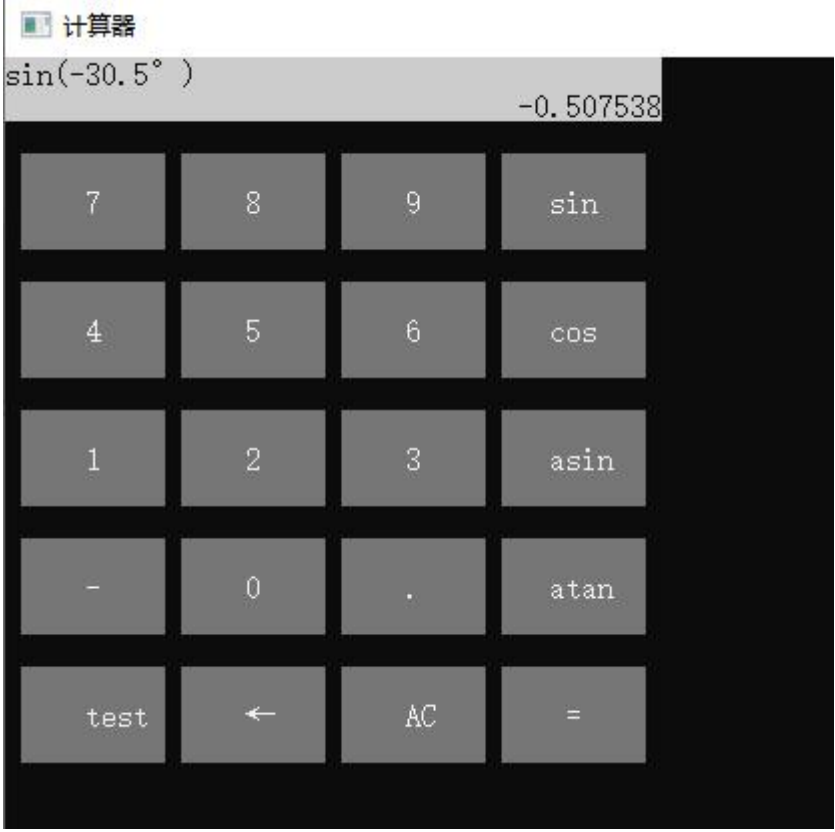 计算器
sin(-30.5°)
-0.507538
7 8 9 sin
4 5 6 cos
1 2 3 asin
- 0 . atan
test ← AC =